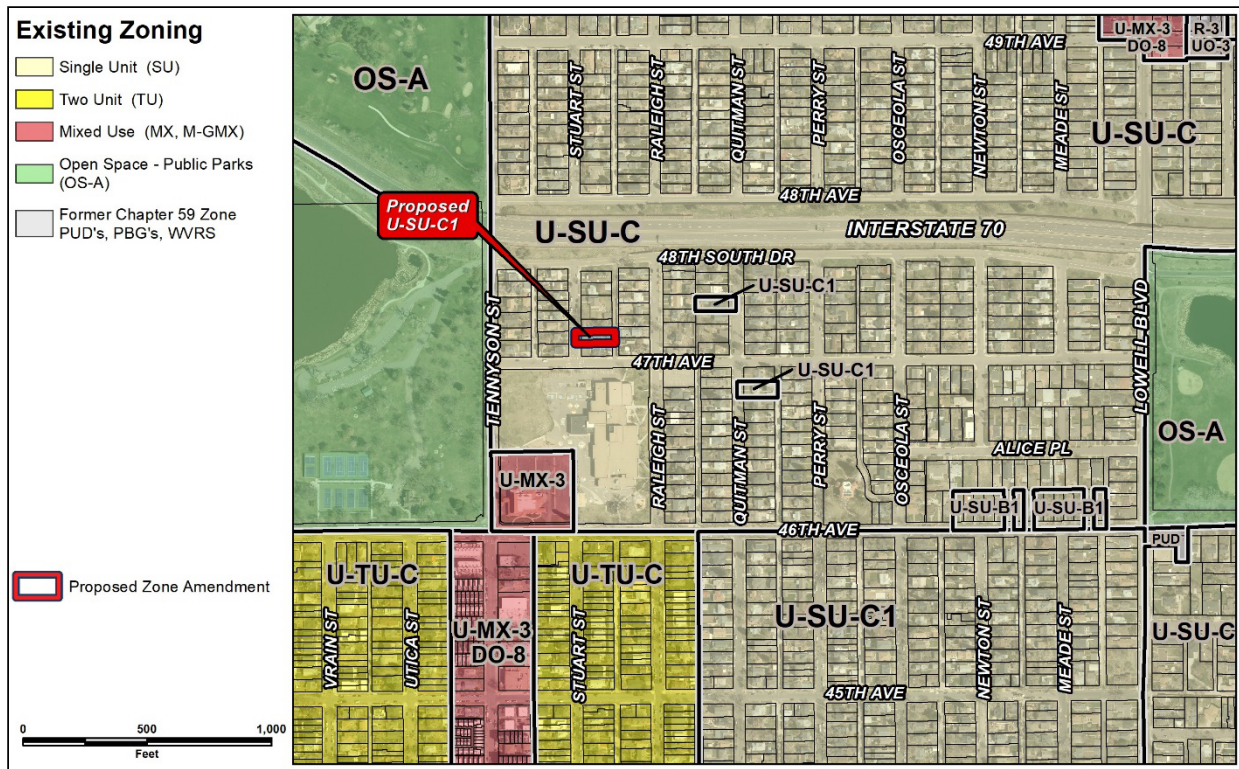 Existing Zoning
Single Unit (SU)
Two Unit (TU)
Mixed Use (MX, M-GMX)
Open Space - Public Parks
(OS-A)
Former Chapter 59 Zone
PUD's, PBG's, WVRS
Proposed Zone Amendment
0 500 1,000
Feet
OS-A
U-MX-3
DO-8
R-3
UO-3
49TH AVE
STUART ST
RALEIGH ST
QUITMAN ST
PERRY ST
OSCEOLA ST
NEWTON ST
MEADE ST
U-SU-C
48TH AVE
Proposed
U-SU-C1
U-SU-C
INTERSTATE 70
48TH SOUTH DR
U-SU-C1
TENNYSON ST
47TH AVE
U-SU-C1
LOWELL BLVD
RALEIGH ST
QUITMAN ST
PERRY ST
OSCEOLA ST
ALICE PL
OS-A
U-MX-3
U-SU-B1
U-SU-B1
46TH AVE
PUD
U-TU-C
U-TU-C
VRAIN ST
UTICA ST
U-MX-3
DO-8
STUART ST
U-SU-C1
NEWTON ST
MEADE ST
U-SU-C
45TH AVE